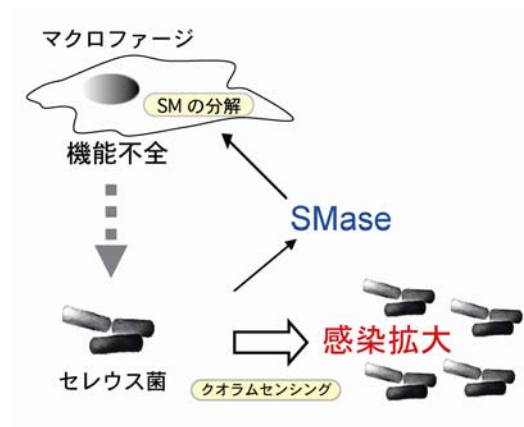 マクロファージ
SM の分解
機能不全
SMase
感染拡大
セレウス菌
クオラムセンシング